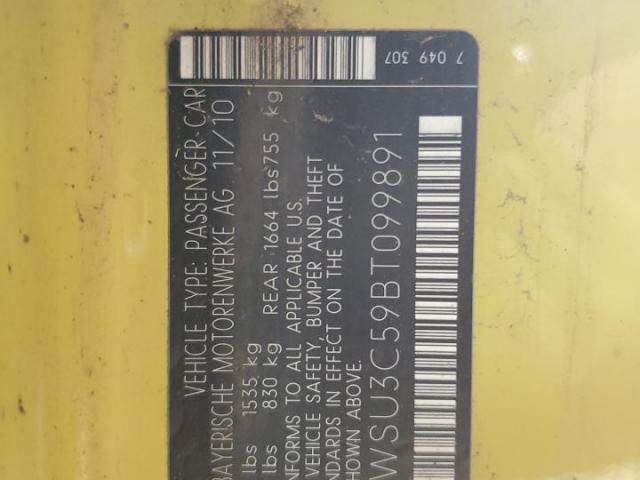 7 049 307
VEHICLE TYPE: PASSENGER CAR
BAYERISCHE MOTORENWERKE AG 11/10
lbs 1535 kg
lbs 830 kg REAR 1664 lbs 755 kg
NFORMS TO ALL APPLICABLE U.S.
VEHICLE SAFETY, BUMPER AND THEFT
ANDARDS IN EFFECT ON THE DATE OF
SHOWN ABOVE.
WSU3C59BT099891